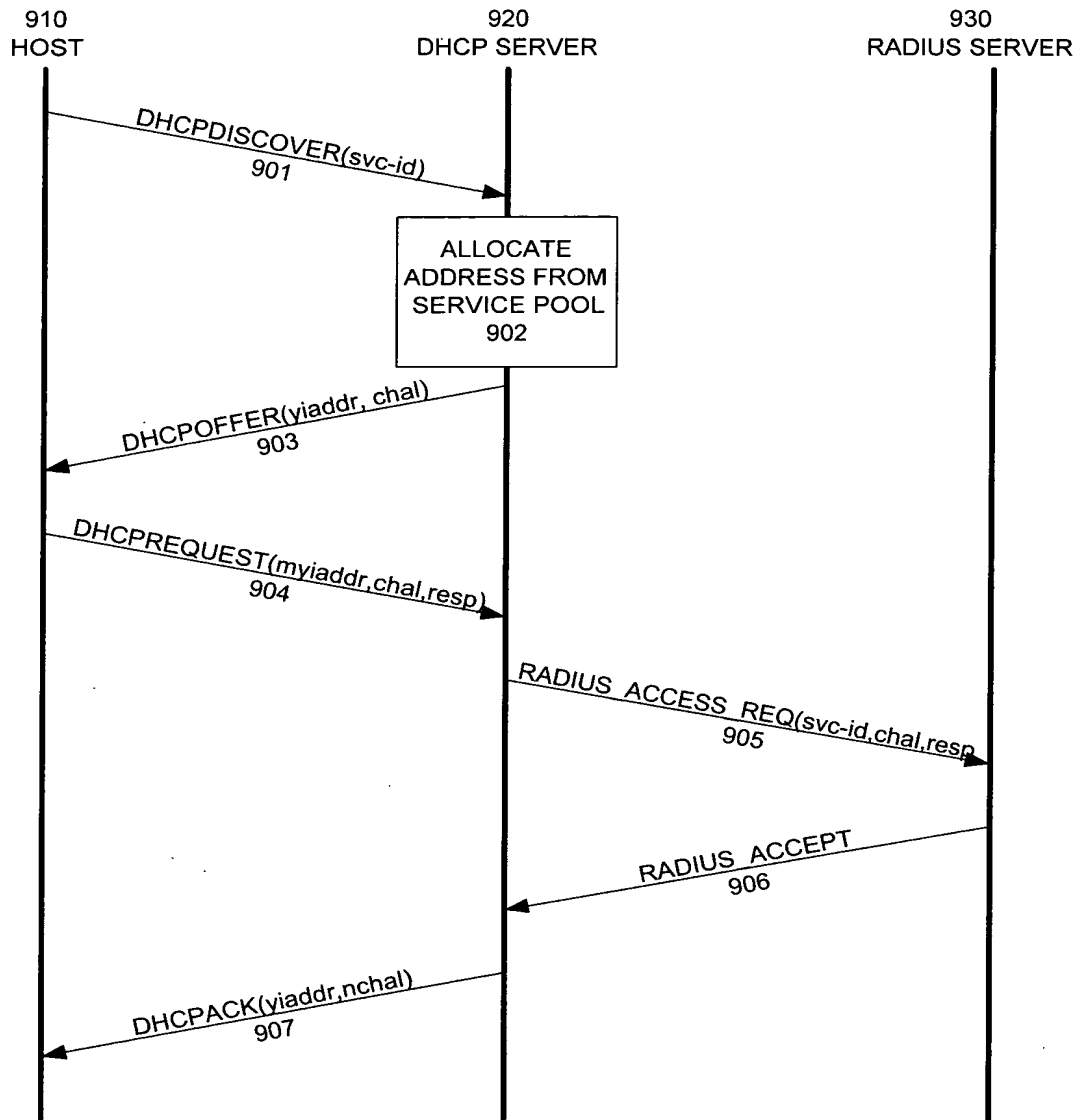 910
HOST
920
DHCP SERVER
930
RADIUS SERVER
DHCPDISCOVER(svc-id)
901
ALLOCATE
ADDRESS FROM
SERVICE POOL
902
DHCPOFFER(yiaddr, chal)
903
DHCPREQUEST(myiaddr,chal,resp)
904
RADIUS_ACCESS_REQ(svc-id,chal,resp
905
RADIUS_ACCEPT
906
DHCPACK(yiaddr,nchal)
907